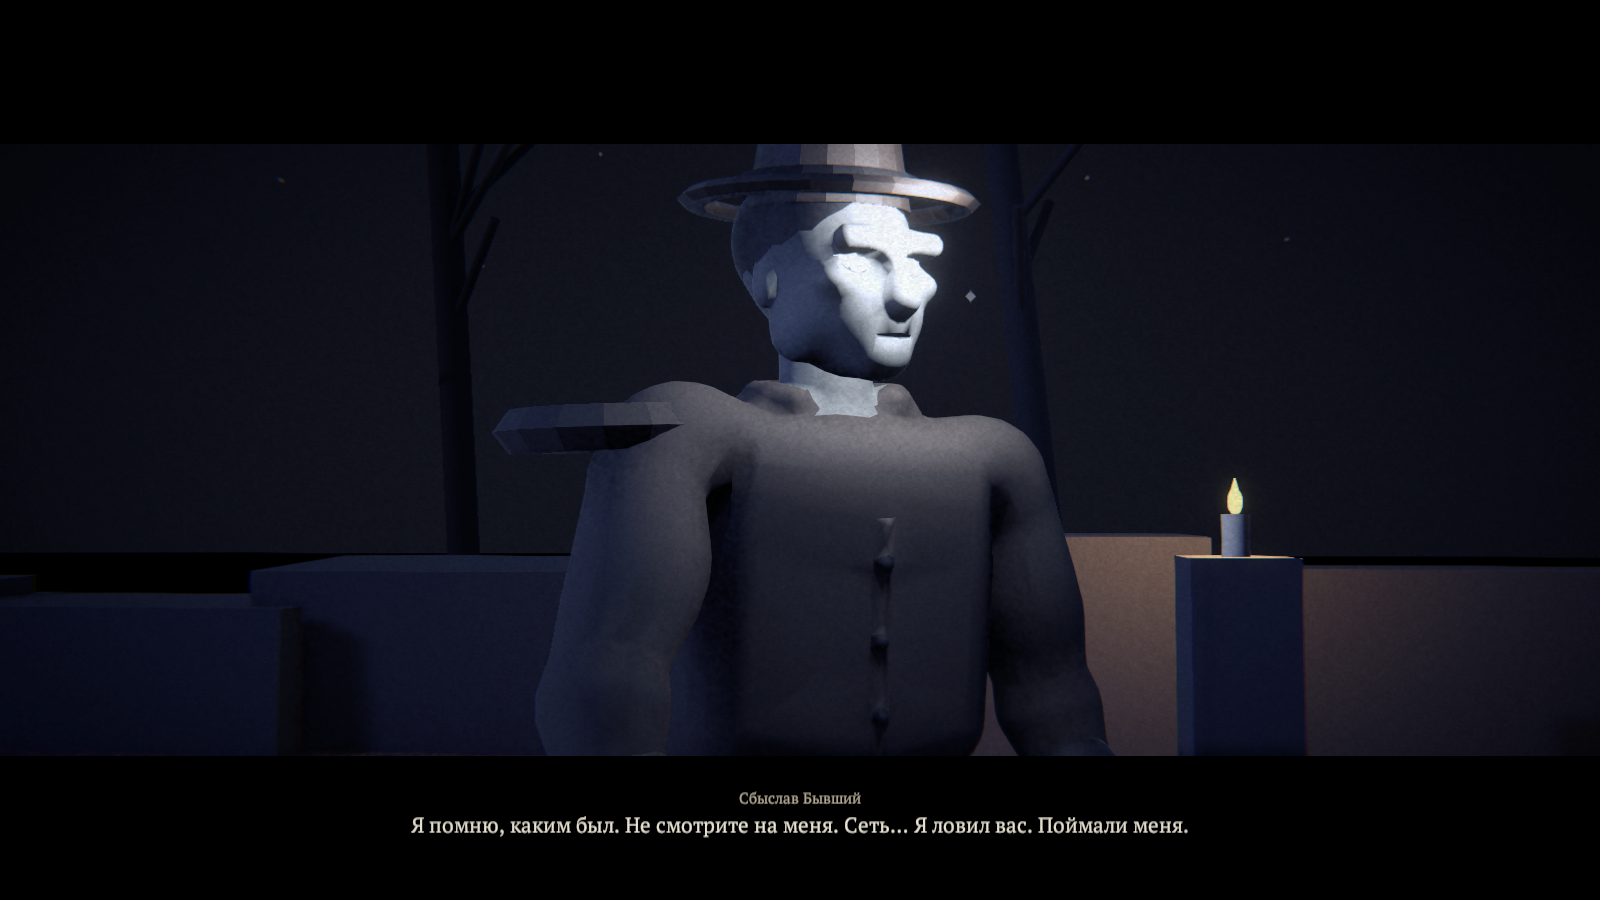 Сбыслав Бывший
Я помню, каким был. Не смотрите на меня. Сеть... Я ловил вас. Поймали меня.